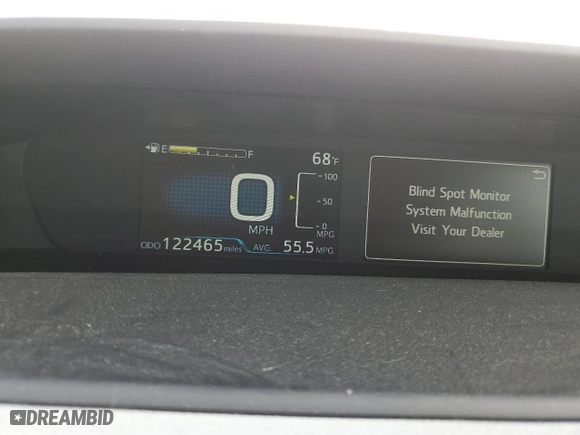 E F
68°F
0
MPH
100
50
0
MPG
ODO 122465 miles AVG. 55.5 MPG
Blind Spot Monitor
System Malfunction
Visit Your Dealer
DREAMBID